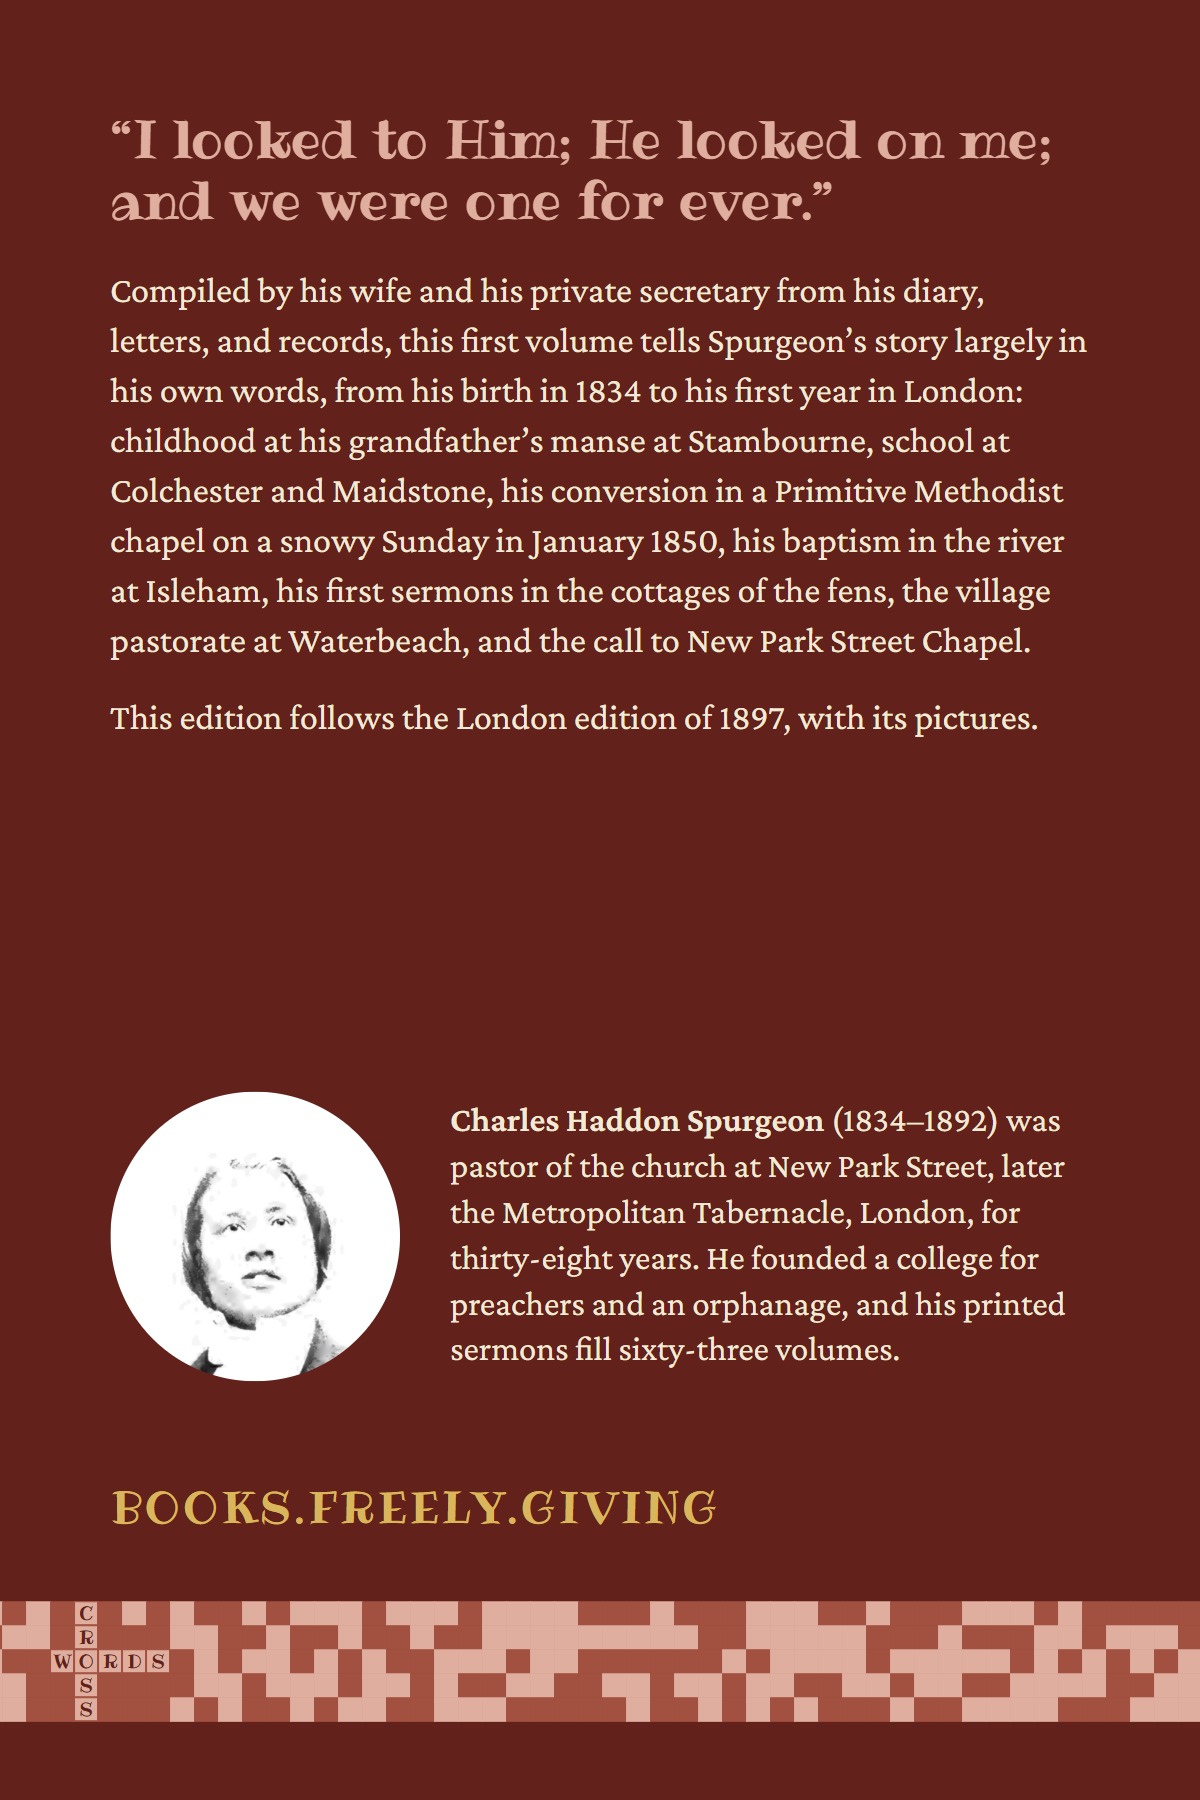 “I looked to Him; He looked on me;
and we were one for ever.”
Compiled by his wife and his private secretary from his diary,
letters, and records, this first volume tells Spurgeon’s story largely in
his own words, from his birth in 1834 to his first year in London:
childhood at his grandfather’s manse at Stambourne, school at
Colchester and Maidstone, his conversion in a Primitive Methodist
chapel on a snowy Sunday in January 1850, his baptism in the river
at Isleham, his first sermons in the cottages of the fens, the village
pastorate at Waterbeach, and the call to New Park Street Chapel.
This edition follows the London edition of 1897, with its pictures.
Charles Haddon Spurgeon (1834–1892) was
pastor of the church at New Park Street, later
the Metropolitan Tabernacle, London, for
thirty-eight years. He founded a college for
preachers and an orphanage, and his printed
sermons fill sixty-three volumes.
BOOKS.FREELY.GIVING
CROSS
WORDS